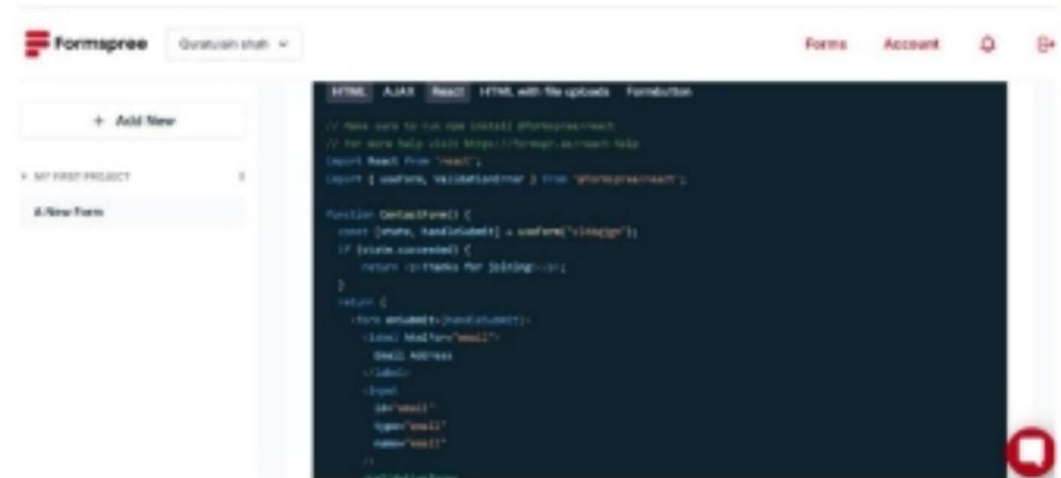 Formspree
Forms Account
+ Add New
MY FIRST PROJECT
A New Form
HTML AJAX React HTML with file uploads Formbutton
// Make sure to run npm install @formspree/react
// For more help visit https://formspr.ee/react-help
import React from 'react';
import { useForm, ValidationError } from '@formspree/react';
function ContactForm() {
const [state, handleSubmit] = useForm(
if (state.succeeded) {
return <p>Thanks for joining!</p>;
}
return (
<form onSubmit={handleSubmit}>
<label htmlFor="email">
Email Address
</label>
<input
id="email"
type="email"
name="email"
/>
<ValidationError